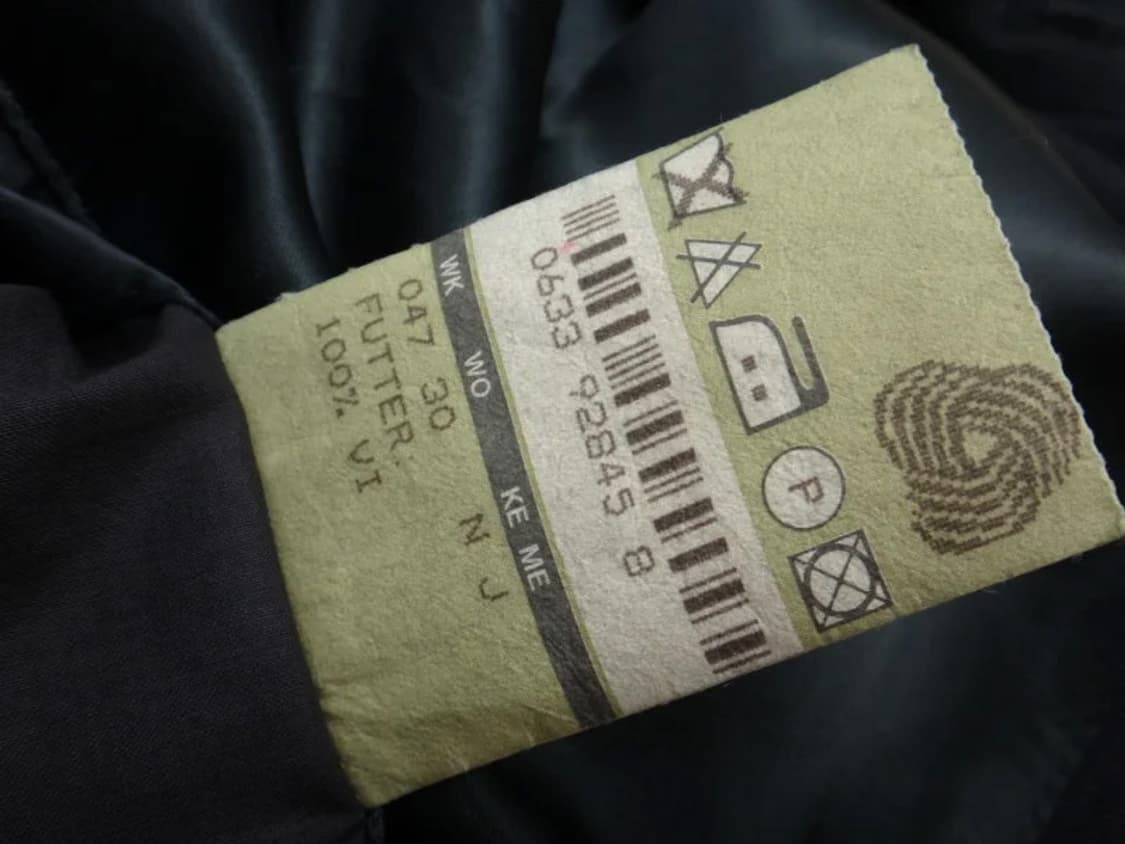 P
0633 92845 8
WK WO KE ME
047 30 N J
FUTTER.
100% VI